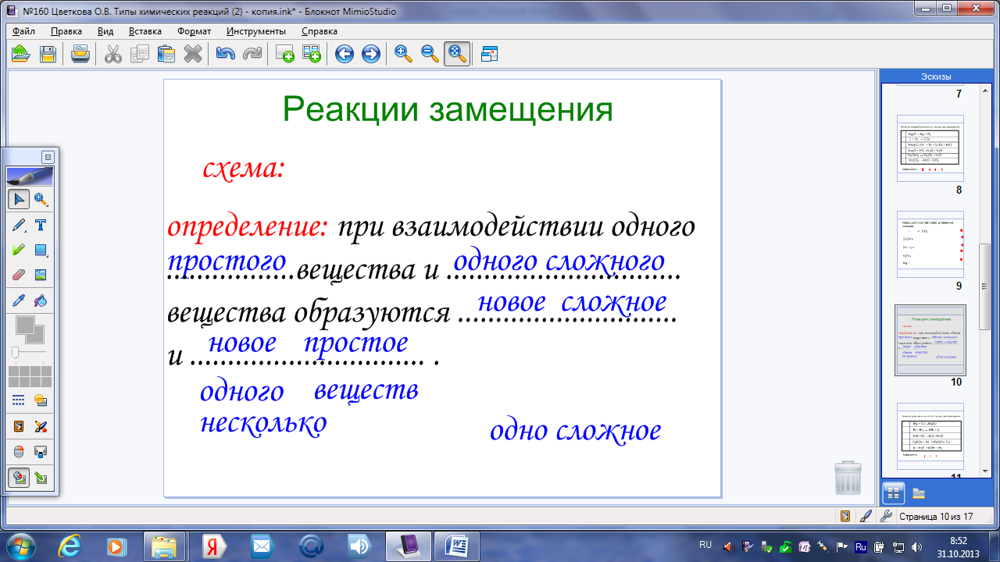 №160 Цветкова О.В. Типы химических реакций (2) - копия.ink* - Блокнот MimioStudio
Файл Правка Вид Вставка Формат Инструменты Справка
Эскизы
7
8
9
10
11
Реакции замещения
схема:
определение: при взаимодействии одного
простого
................вещества и .............................
одного сложного
вещества образуются ...........................
новое сложное
и ............................. .
новое простое
одного веществ
несколько
одно сложное
Страница 10 из 17
RU
Ru
8:52
31.10.2013